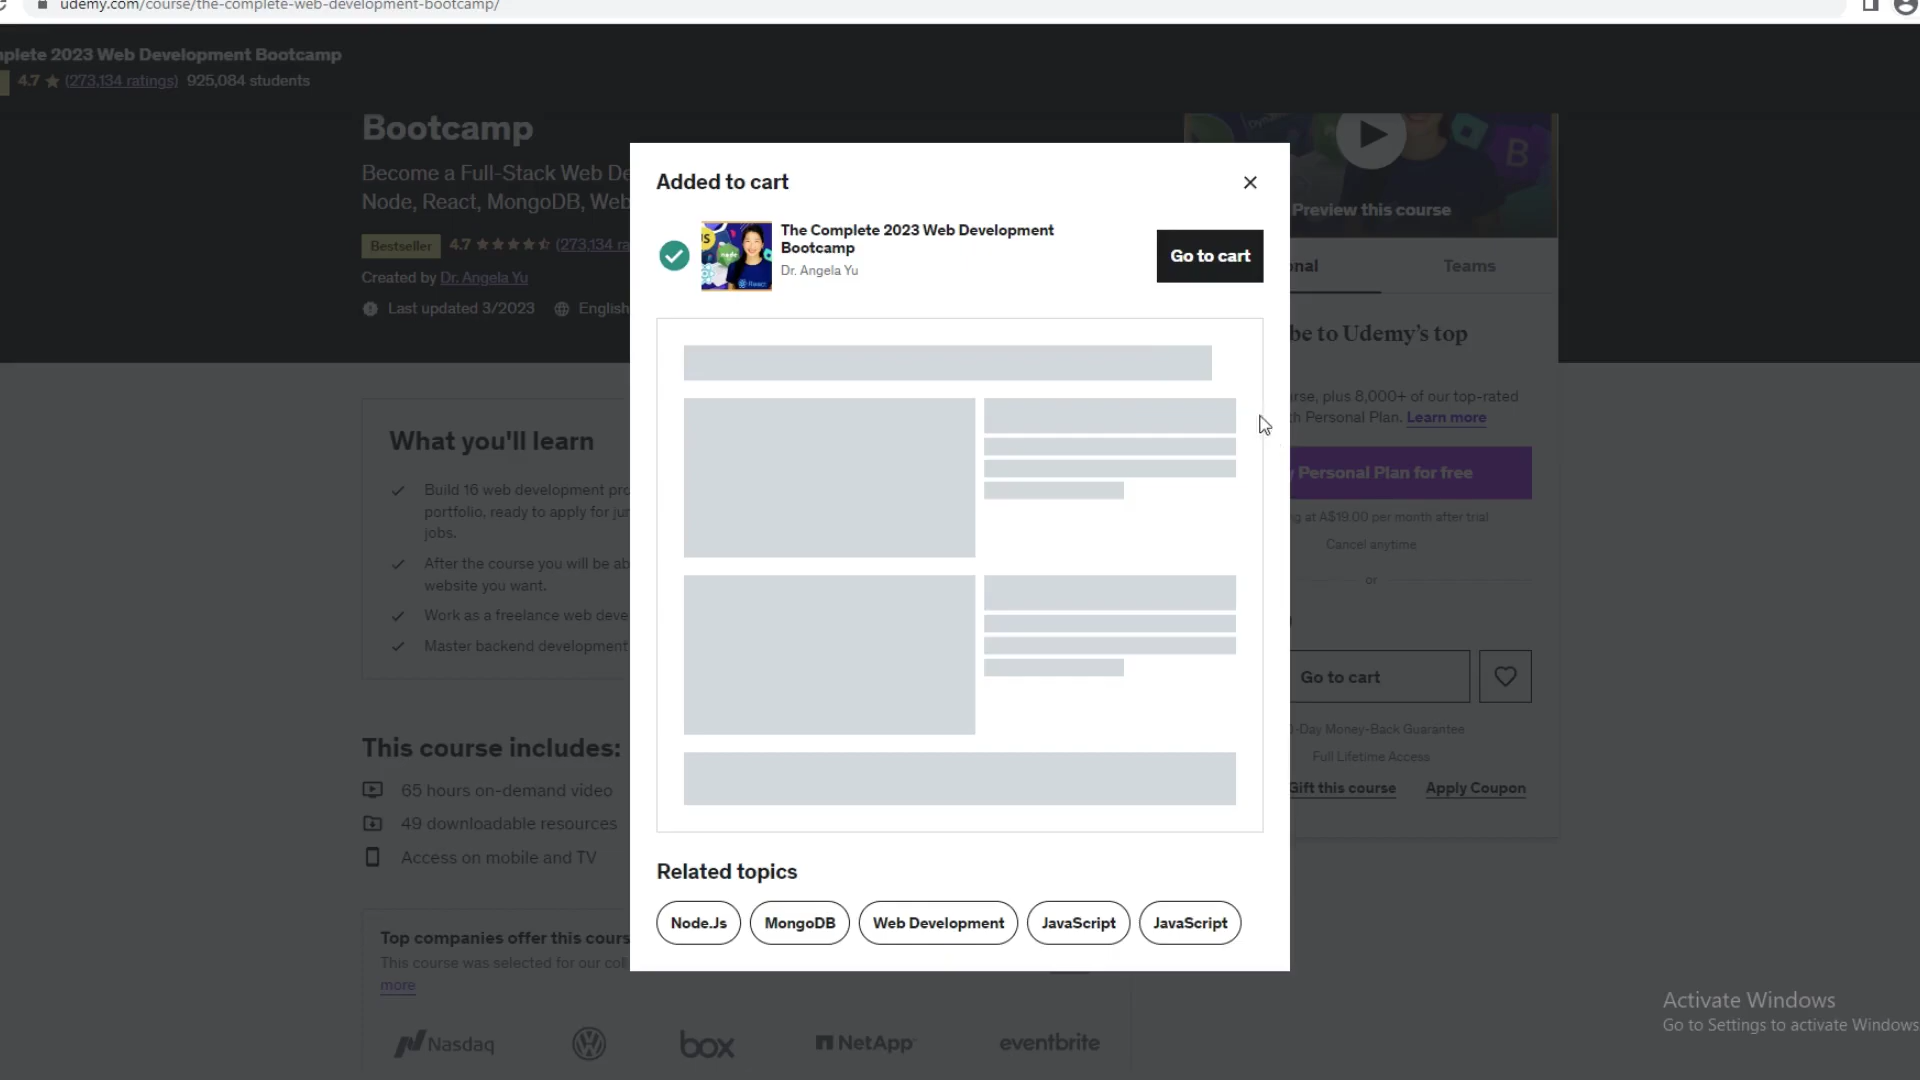 udemy.com/course/the-complete-web-development-bootcamp/
mplete 2023 Web Development Bootcamp
4.7 (273,134 ratings) 925,084 students
Bootcamp
Become a Full-Stack Web De
Node, React, MongoDB, Web
Bestseller 4.7 (273,134 ra
Created by Dr. Angela Yu
Last updated 3/2023 English
What you'll learn
Build 16 web development pro
portfolio, ready to apply for jun
jobs.
After the course you will be ab
website you want.
Work as a freelance web deve
Master backend development
This course includes:
65 hours on-demand video
49 downloadable resources
Access on mobile and TV
Top companies offer this cours
This course was selected for our coll
more
Nasdaq
box
NetApp
eventbrite
Added to cart
The Complete 2023 Web Development
Bootcamp
Dr. Angela Yu
Go to cart
Related topics
Node.Js
MongoDB
Web Development
JavaScript
JavaScript
Preview this course
onal
Teams
be to Udemy's top
urse, plus 8,000+ of our top-rated
th Personal Plan. Learn more
Personal Plan for free
ng at A$19.00 per month after trial
Cancel anytime
or
Go to cart
-Day Money-Back Guarantee
Full Lifetime Access
Gift this course
Apply Coupon
Activate Windows
Go to Settings to activate Windows